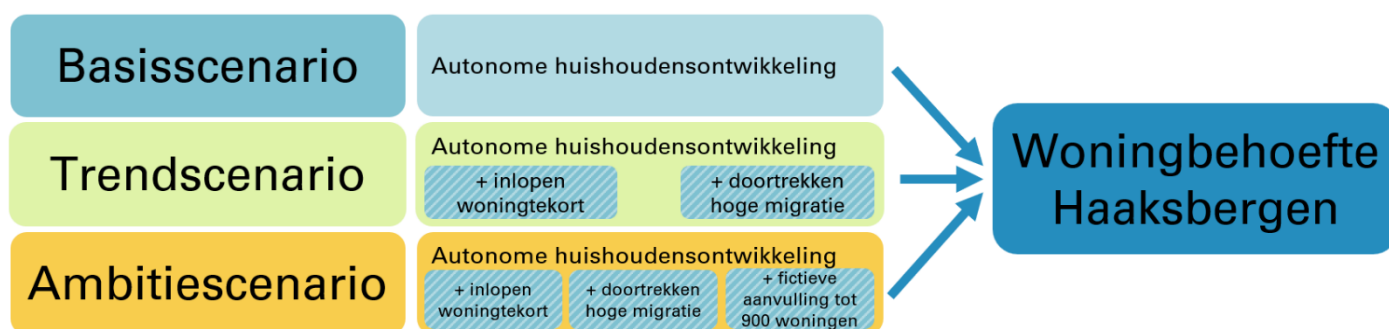 Basisscenario
Autonome huishoudensontwikkeling
Trendscenario
Autonome huishoudensontwikkeling
+ inlopen
woningtekort
+ doortrekken
hoge migratie
Ambitiescenario
Autonome huishoudensontwikkeling
+ inlopen
woningtekort
+ doortrekken
hoge migratie
+ fictieve
aanvulling tot
900 woningen
Woningbehoefte
Haaksbergen